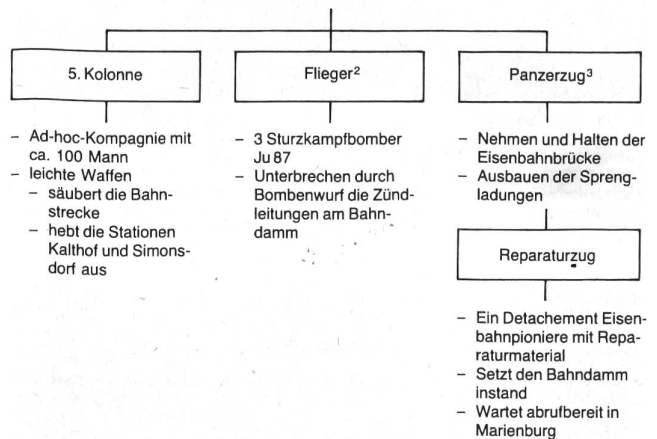 5. Kolonne
– Ad-hoc-Kompagnie mit
ca. 100 Mann
– leichte Waffen
– säubert die Bahn-
strecke
– hebt die Stationen
Kalthof und Simons-
dorf aus
Flieger²
– 3 Sturzkampfbomber
Ju 87
– Unterbrechen durch
Bombenwurf die Zünd-
leitungen am Bahn-
damm
Panzerzug³
– Nehmen und Halten der
Eisenbahnbrücke
– Ausbauen der Spreng-
ladungen
Reparaturzug
– Ein Detachement Eisen-
bahnpioniere mit Repa-
raturmaterial
– Setzt den Bahndamm
instand
– Wartet abrufbereit in
Marienburg